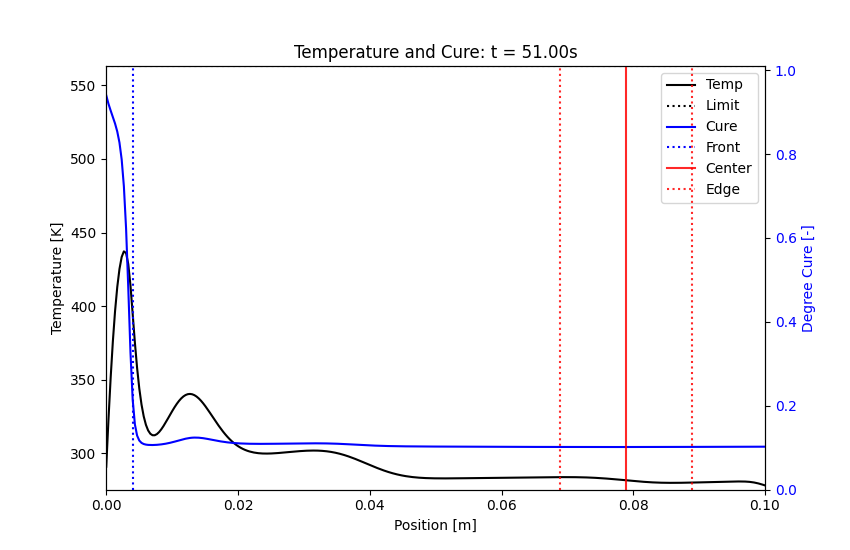 Temperature and Cure: t = 51.00s
550
500
450
400
350
300
Temperature [K]
0.00
0.02
0.04
0.06
0.08
0.10
Position [m]
1.0
0.8
0.6
0.4
0.2
0.0
Degree Cure [-]
Temp
Limit
Cure
Front
Center
Edge